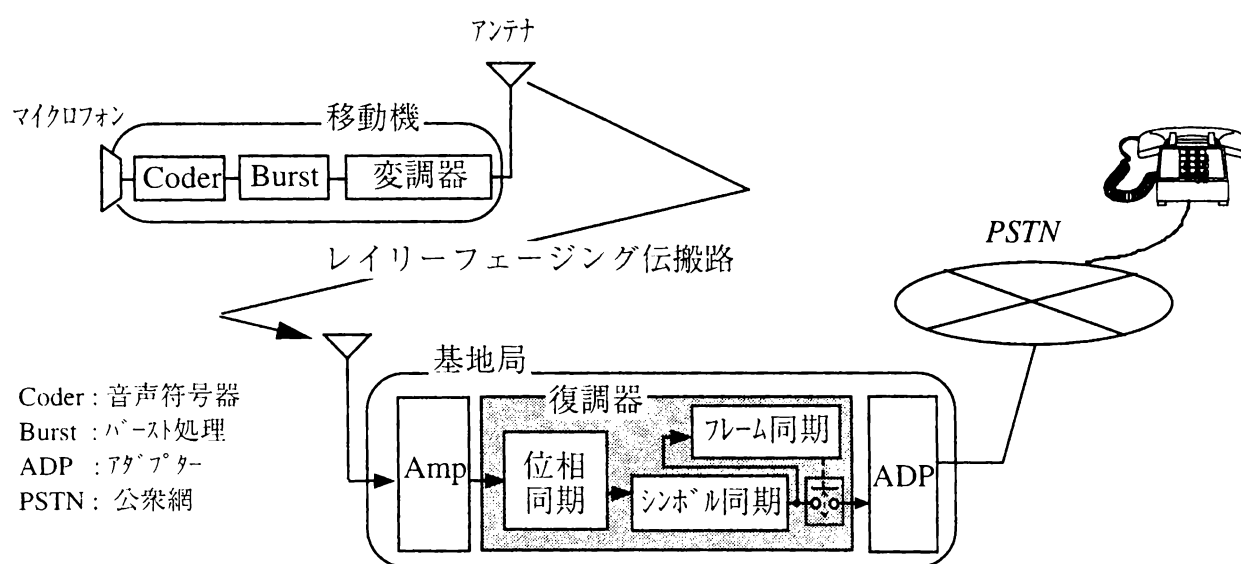 アンテナ
マイクロフォン
移動機
Coder
Burst
変調器
PSTN
レイリーフェージング伝搬路
基地局
復調器
Coder : 音声符号器
Burst : バースト処理
ADP : アダプター
PSTN : 公衆網
Amp
位相
同期
フレーム同期
シンボル同期
ADP